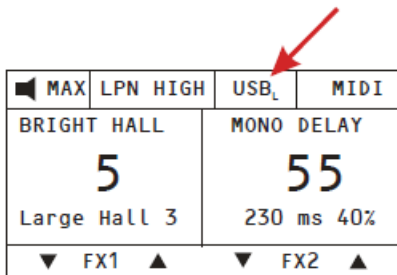 MAX LPN HIGH USBL MIDI
BRIGHT HALL MONO DELAY
5 55
Large Hall 3 230 ms 40%
▼ FX1 ▲ ▼ FX2 ▲